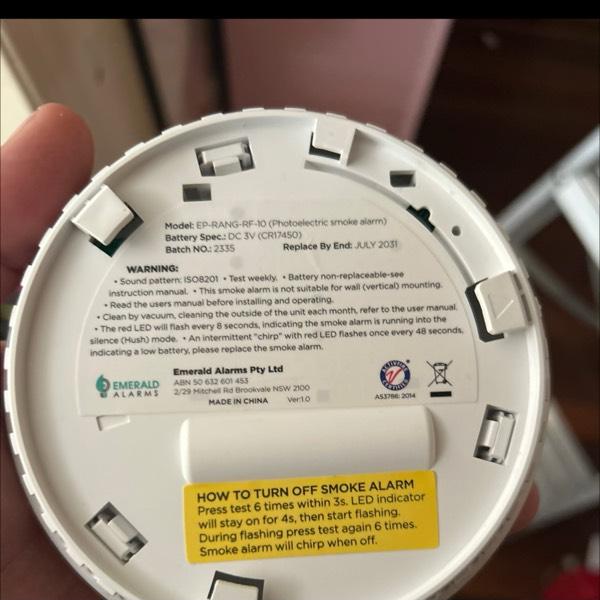 Model: EP-RANG-RF-10 (Photoelectric smoke alarm)
Battery Spec.: DC 3V (CR17450)
Batch NO.: 2335 Replace By End: JULY 2031
WARNING:
• Sound pattern: ISO8201 • Test weekly. • Battery non-replaceable-see
instruction manual. • This smoke alarm is not suitable for wall (vertical) mounting.
• Read the users manual before installing and operating.
• Clean by vacuum, cleaning the outside of the unit each month, refer to the user manual.
• The red LED will flash every 8 seconds, indicating the smoke alarm is running into the
silence (Hush) mode. • An intermittent "chirp" with red LED flashes once every 48 seconds,
indicating a low battery, please replace the smoke alarm.
EMERALD
ALARMS
Emerald Alarms Pty Ltd
ABN 50 632 601 453
2/29 Mitchell Rd Brookvale NSW 2100
MADE IN CHINA Ver:1.0
ACTIVFIRE
CERTIFIED
AS3786: 2014
HOW TO TURN OFF SMOKE ALARM
Press test 6 times within 3s. LED indicator
will stay on for 4s, then start flashing.
During flashing press test again 6 times.
Smoke alarm will chirp when off.